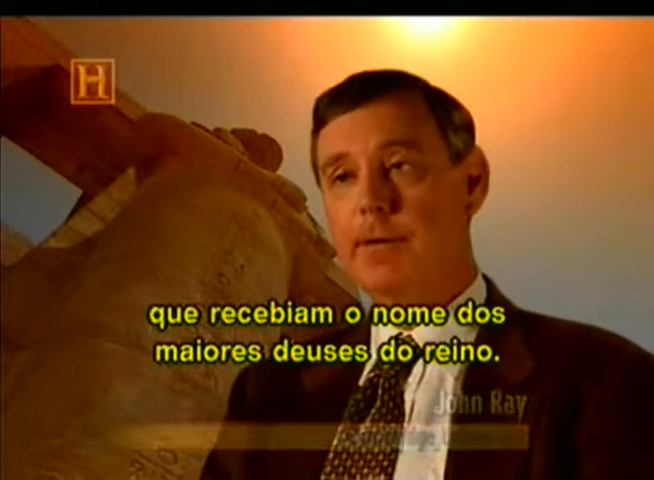 H
que recebiam o nome dos
maiores deuses do reino.
John Ray